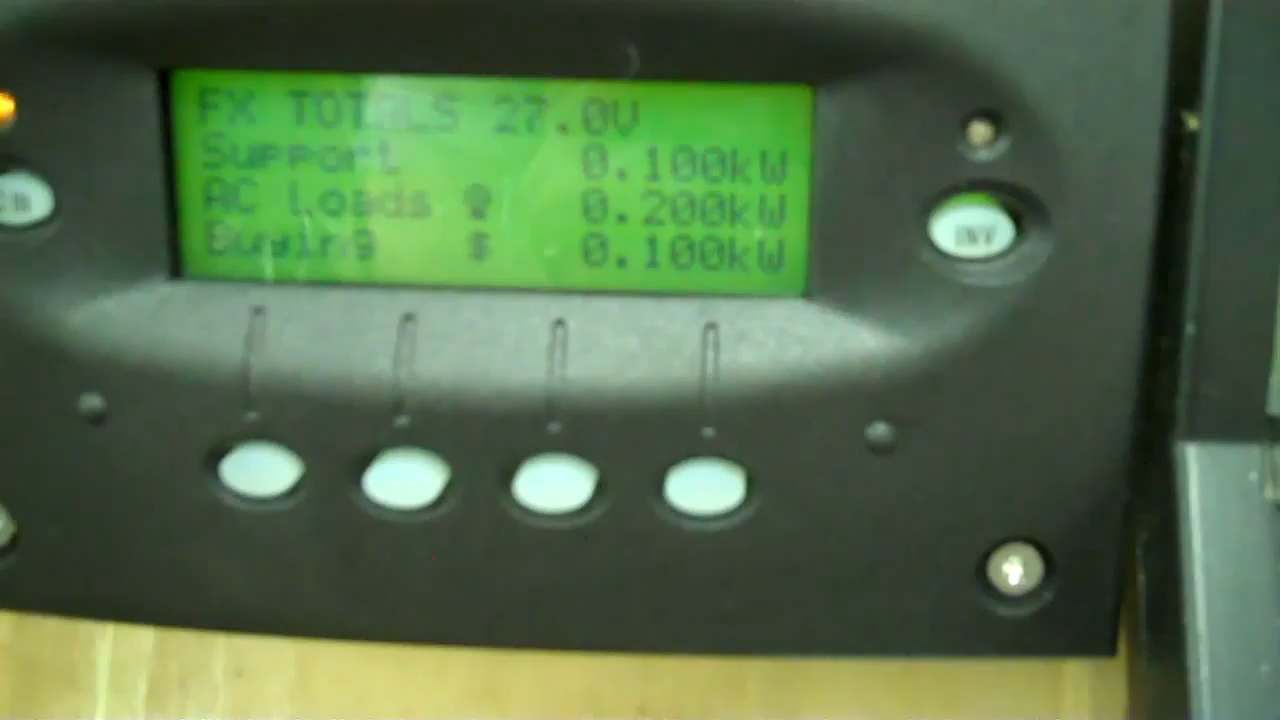 FX TOTALS 27.0V
Support 0.100kW
AC Loads 0.200kW
Buying $ 0.100kW
INV